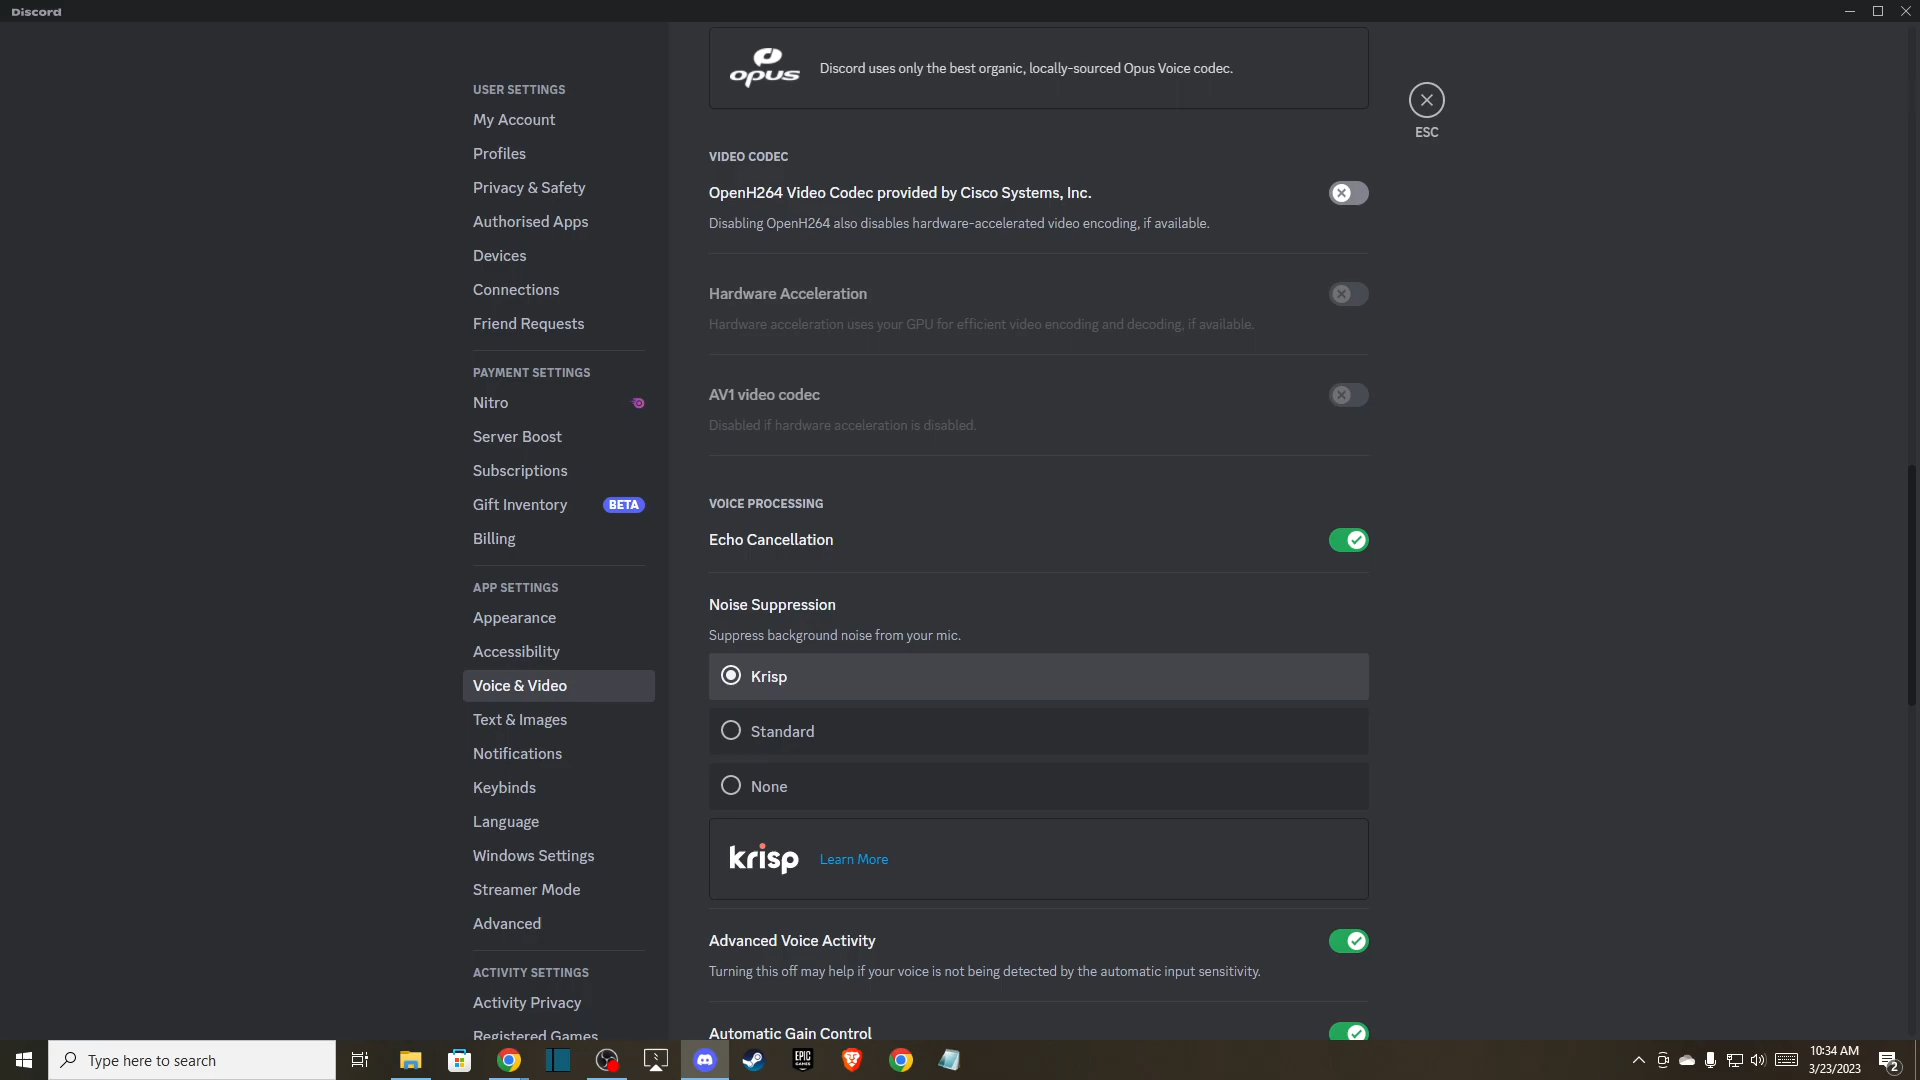 Discord
USER SETTINGS
My Account
Profiles
Privacy & Safety
Authorised Apps
Devices
Connections
Friend Requests
PAYMENT SETTINGS
Nitro
Server Boost
Subscriptions
Gift Inventory BETA
Billing
APP SETTINGS
Appearance
Accessibility
Voice & Video
Text & Images
Notifications
Keybinds
Language
Windows Settings
Streamer Mode
Advanced
ACTIVITY SETTINGS
Activity Privacy
Registered Games
opus
Discord uses only the best organic, locally-sourced Opus Voice codec.
ESC
VIDEO CODEC
OpenH264 Video Codec provided by Cisco Systems, Inc.
Disabling OpenH264 also disables hardware-accelerated video encoding, if available.
Hardware Acceleration
Hardware acceleration uses your GPU for efficient video encoding and decoding, if available.
AV1 video codec
Disabled if hardware acceleration is disabled.
VOICE PROCESSING
Echo Cancellation
Noise Suppression
Suppress background noise from your mic.
Krisp
Standard
None
krisp Learn More
Advanced Voice Activity
Turning this off may help if your voice is not being detected by the automatic input sensitivity.
Automatic Gain Control
Type here to search
EPIC
GAMES
10:34 AM
3/23/2023
2